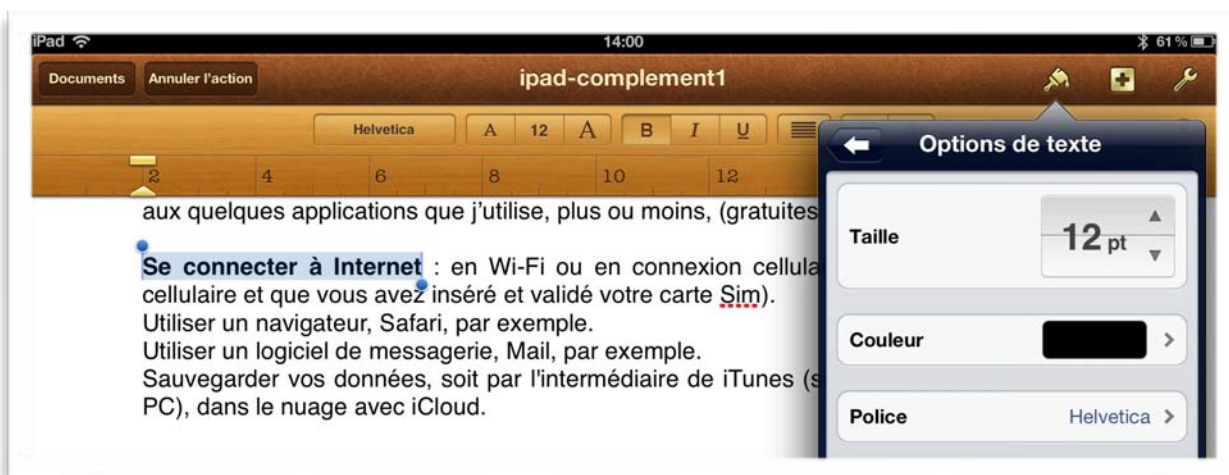 iPad 14:00 61 %
Documents Annuler l'action ipad-complement1
Helvetica A 12 A B I U
2 4 6 8 10 12
aux quelques applications que j'utilise, plus ou moins, (gratuites
Se connecter à Internet : en Wi-Fi ou en connexion cellula
cellulaire et que vous avez inséré et validé votre carte Sim).
Utiliser un navigateur, Safari, par exemple.
Utiliser un logiciel de messagerie, Mail, par exemple.
Sauvegarder vos données, soit par l'intermédiaire de iTunes (s
PC), dans le nuage avec iCloud.
Options de texte
Taille 12 pt
Couleur
Police Helvetica